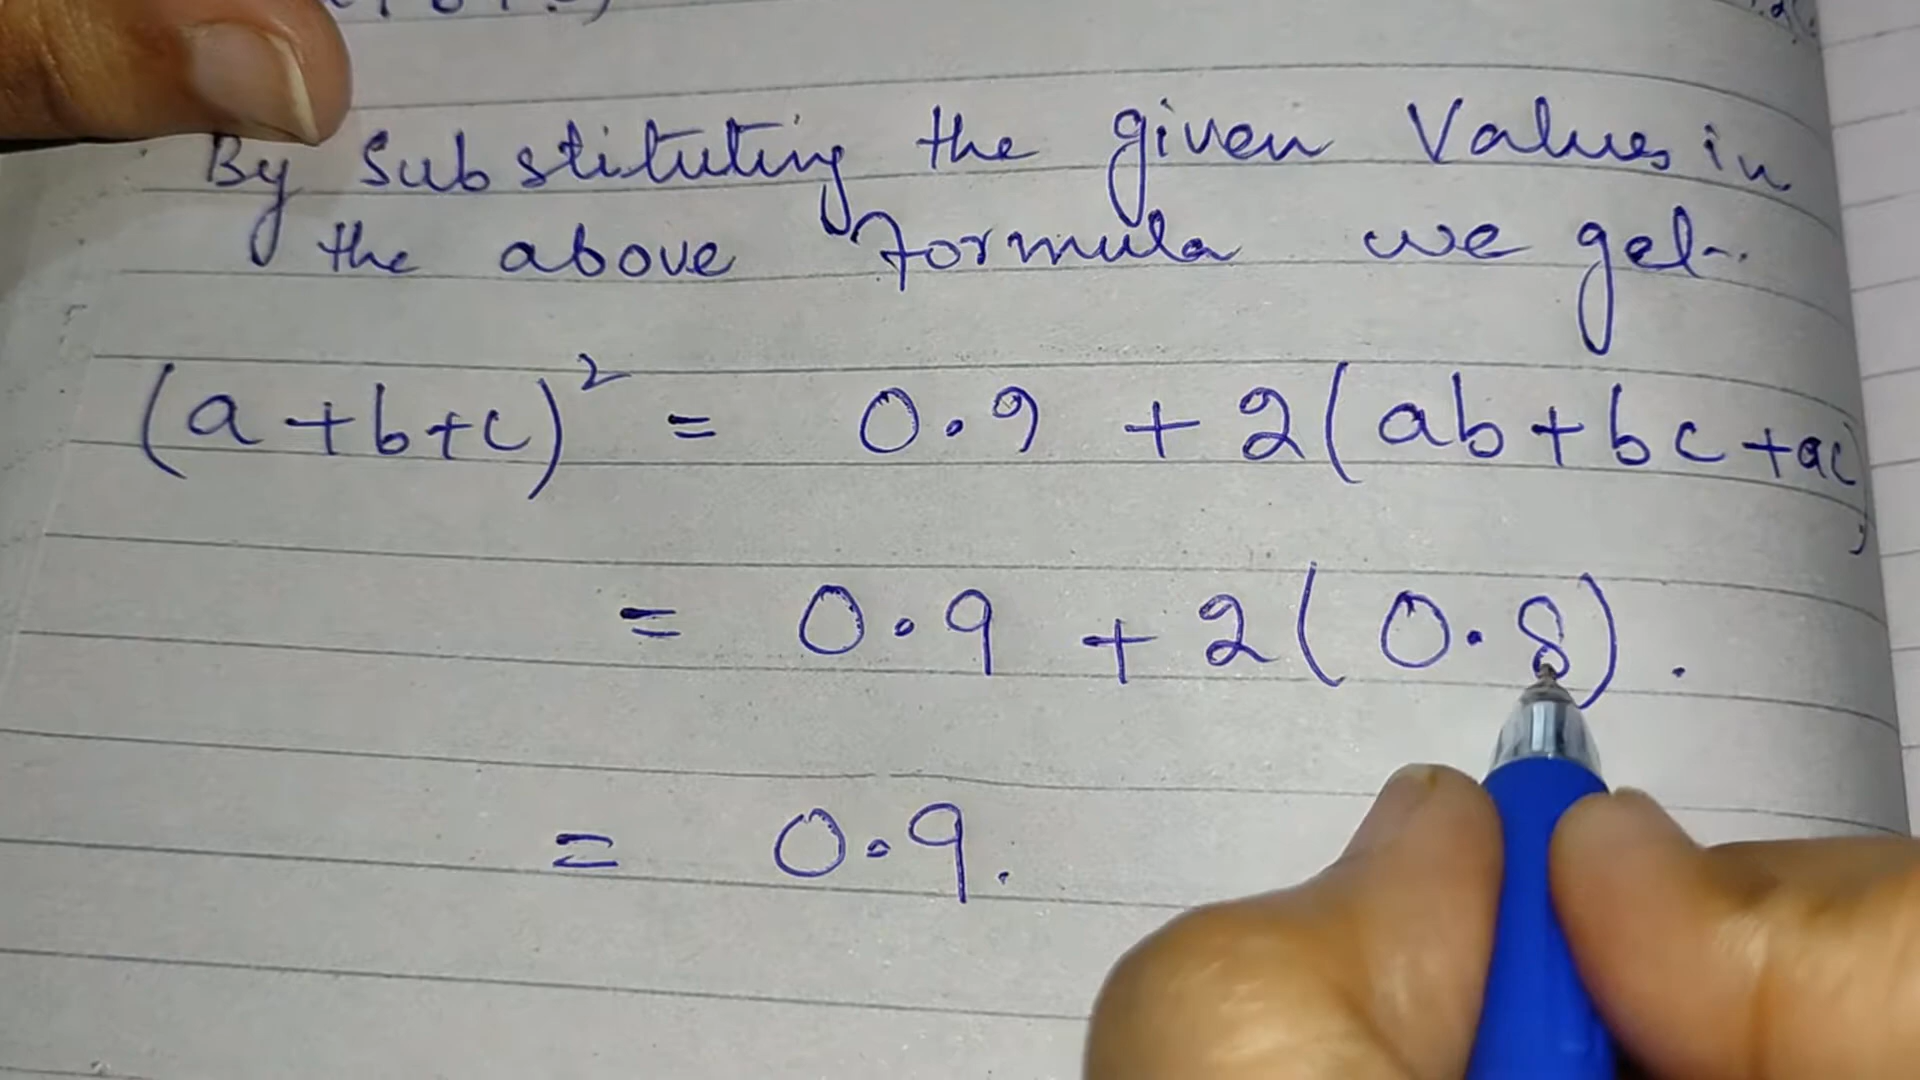 By Substituting the given Values in
the above formula we get
(a+b+c)² = 0.9 + 2(ab+bc+ac)
= 0.9 + 2(0.8).
= 0.9.